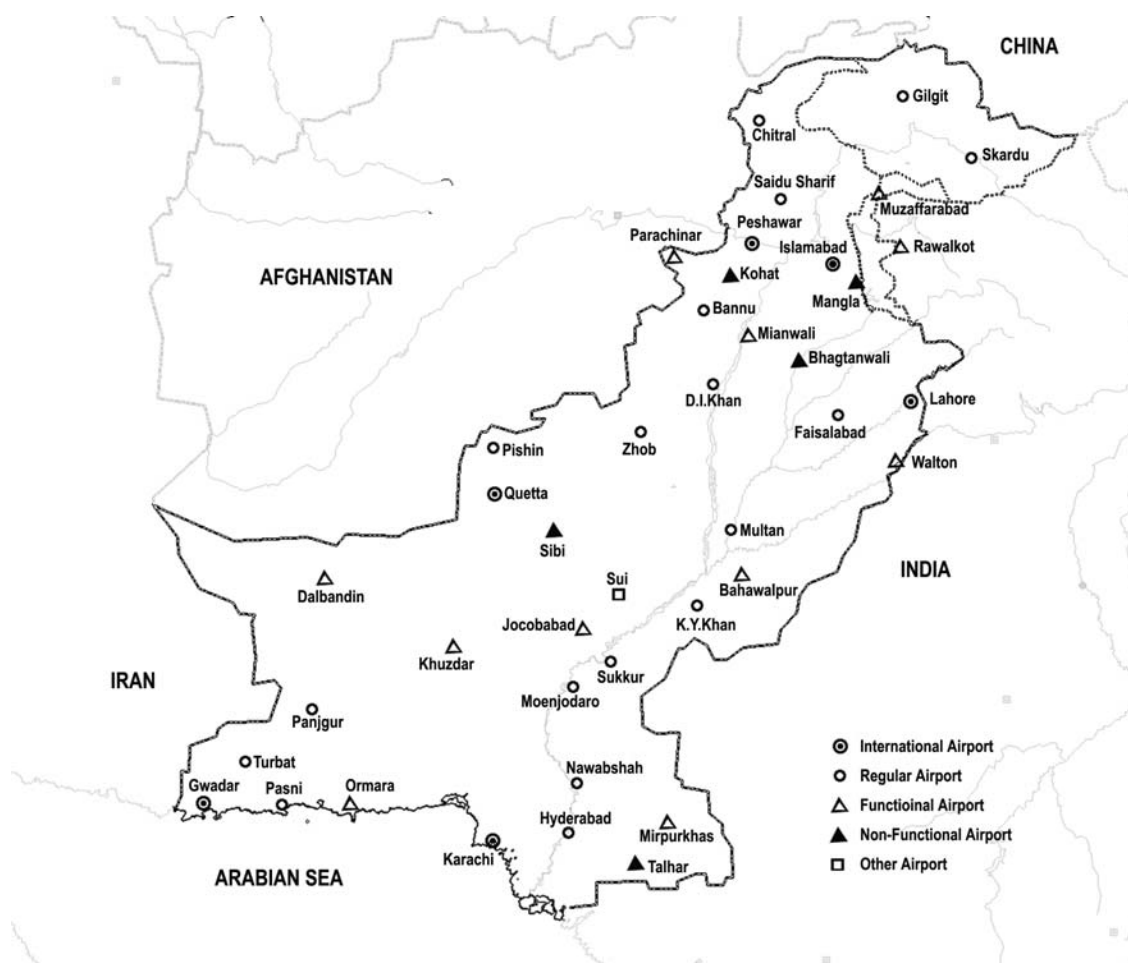 CHINA
Gilgit
Chitral
Skardu
Saidu Sharif
Muzaffarabad
Peshawar
Parachinar
Islamabad
Rawalkot
AFGHANISTAN
Kohat
Mangla
Bannu
Mianwali
Bhagtanwali
D.I.Khan
Lahore
Faisalabad
Zhob
Pishin
Walton
Quetta
Multan
Sibi
INDIA
Sui
Dalbandin
Bahawalpur
K.Y.Khan
Jocobabad
Khuzdar
Sukkur
IRAN
Moenjodaro
Panjgur
Turbat
Nawabshah
Gwadar
Pasni
Ormara
Hyderabad
Mirpurkhas
Karachi
Talhar
ARABIAN SEA
International Airport
Regular Airport
Functioinal Airport
Non-Functional Airport
Other Airport